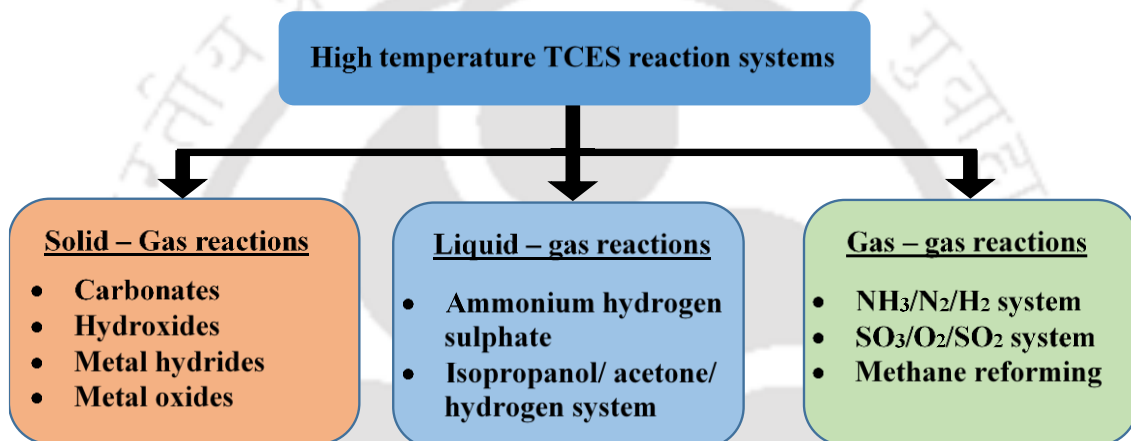 High temperature TCES reaction systems
Solid – Gas reactions
• Carbonates
• Hydroxides
• Metal hydrides
• Metal oxides
Liquid – gas reactions
• Ammonium hydrogen
sulphate
• Isopropanol/ acetone/
hydrogen system
Gas – gas reactions
• NH₃/N₂/H₂ system
• SO₃/O₂/SO₂ system
• Methane reforming